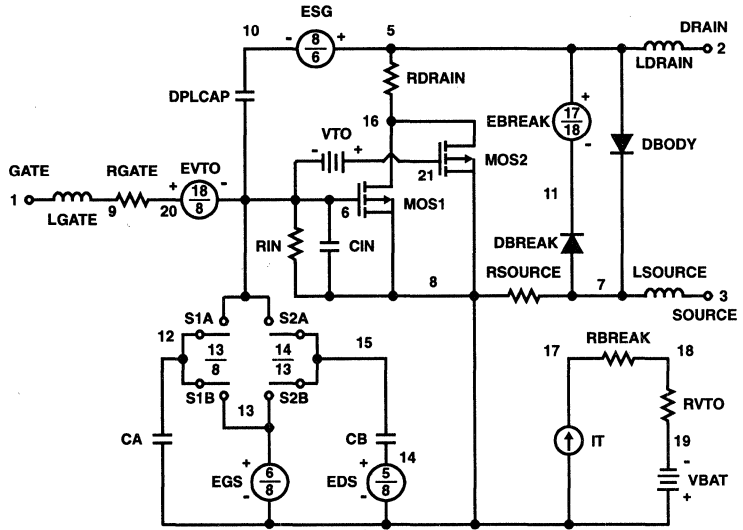 ESG
10
- 8/6 +
5
DRAIN
2
LDRAIN
RDRAIN
DPLCAP
16
VTO
- +
EBREAK
+
17/18
-
DBODY
MOS2
21
GATE
RGATE
EVTO
+ 18/8 -
1
LGATE
9
20
6
MOS1
11
RIN
CIN
DBREAK
8
RSOURCE
7
LSOURCE
3
SOURCE
S1A
S2A
12
13/8
14/13
15
S1B
S2B
13
RBREAK
17
18
RVTO
CA
CB
IT
19
14
EGS
+
6/8
-
EDS
+
5/8
-
-
VBAT
+